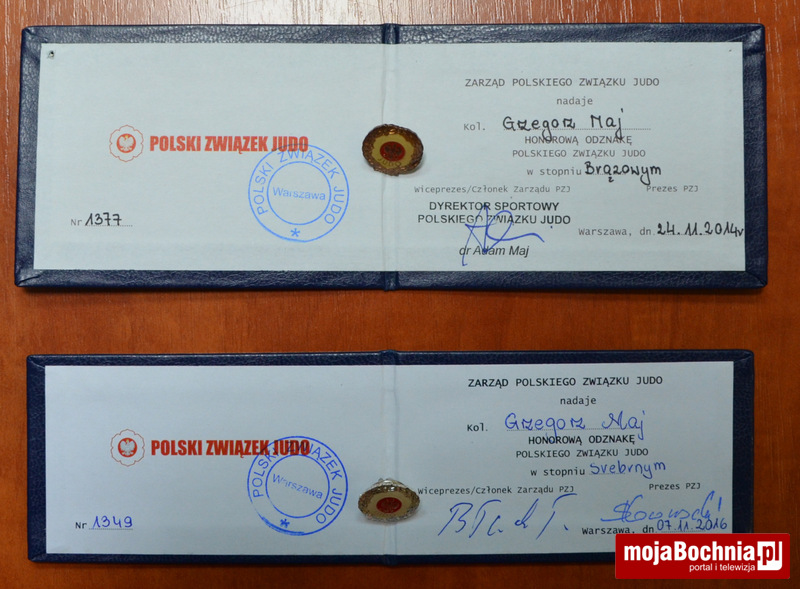 POLSKI ZWIĄZEK JUDO
POLSKI ZWIĄZEK JUDO
Warszawa
Nr 1377
ZARZĄD POLSKIEGO ZWIĄZKU JUDO
nadaje
Kol. Grzegorz Maj
HONOROWĄ ODZNAKĘ
POLSKIEGO ZWIĄZKU JUDO
w stopniu Brązowym
Wiceprezes/Członek Zarządu PZJ Prezes PZJ
DYREKTOR SPORTOWY
POLSKIEGO ZWIĄZKU JUDO
dr Adam Maj
Warszawa, dn. 24.11.2014r
POLSKI ZWIĄZEK JUDO
POLSKI ZWIĄZEK JUDO
Warszawa
Nr 1349
ZARZĄD POLSKIEGO ZWIĄZKU JUDO
nadaje
Kol. Grzegorz Maj
HONOROWĄ ODZNAKĘ
POLSKIEGO ZWIĄZKU JUDO
w stopniu Srebrnym
Wiceprezes/Członek Zarządu PZJ Prezes PZJ
Warszawa, dn 07.11.2016
mojaBochnia.pl
portal i telewizja